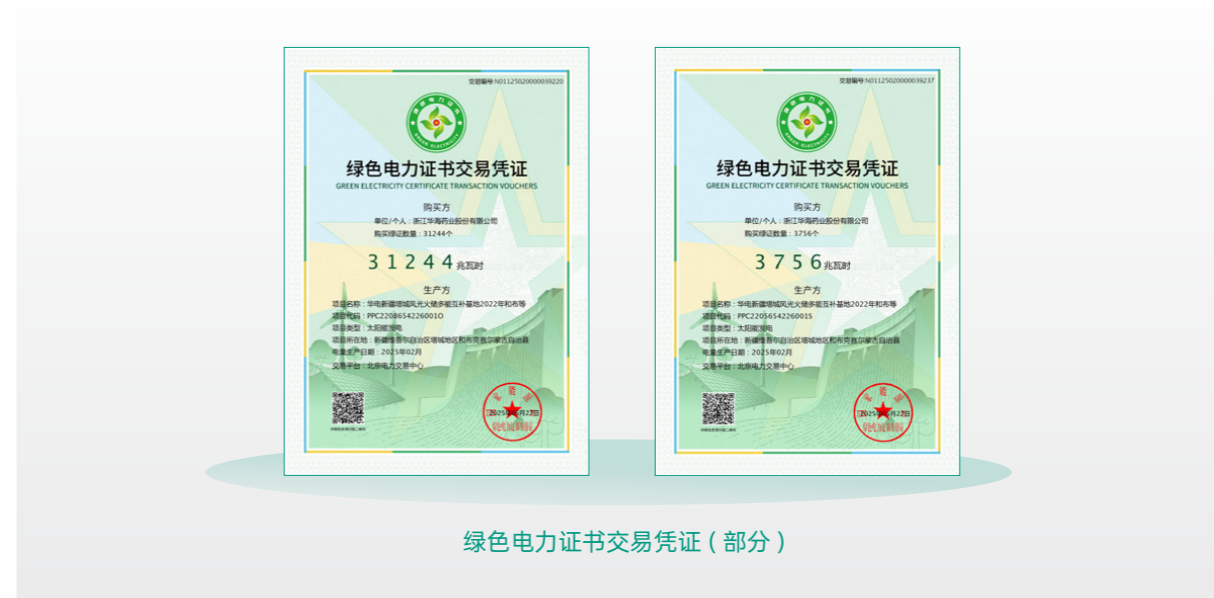 交易编号:N01125020000039220
绿色电力证书交易凭证
GREEN ELECTRICITY CERTIFICATE TRANSACTION VOUCHERS
购买方
单位/个人：浙江华海药业股份有限公司
购买绿证数量：31244个
31244兆瓦时
生产方
项目名称：华电新疆塔城风光火储多能互补基地2022年和布等
项目代码：PPC22086542260010
项目类型：太阳能发电
项目所在地：新疆维吾尔自治区塔城地区和布克赛尔蒙古自治县
电量生产日期：2025年02月
交易平台：北京电力交易中心
交易编号:N01125020000039237
绿色电力证书交易凭证
GREEN ELECTRICITY CERTIFICATE TRANSACTION VOUCHERS
购买方
单位/个人：浙江华海药业股份有限公司
购买绿证数量：3756个
3756兆瓦时
生产方
项目名称：华电新疆塔城风光火储多能互补基地2022年和布等
项目代码：PPC22056542260015
项目类型：太阳能发电
项目所在地：新疆维吾尔自治区塔城地区和布克赛尔蒙古自治县
电量生产日期：2025年02月
交易平台：北京电力交易中心
绿色电力证书交易凭证（部分）